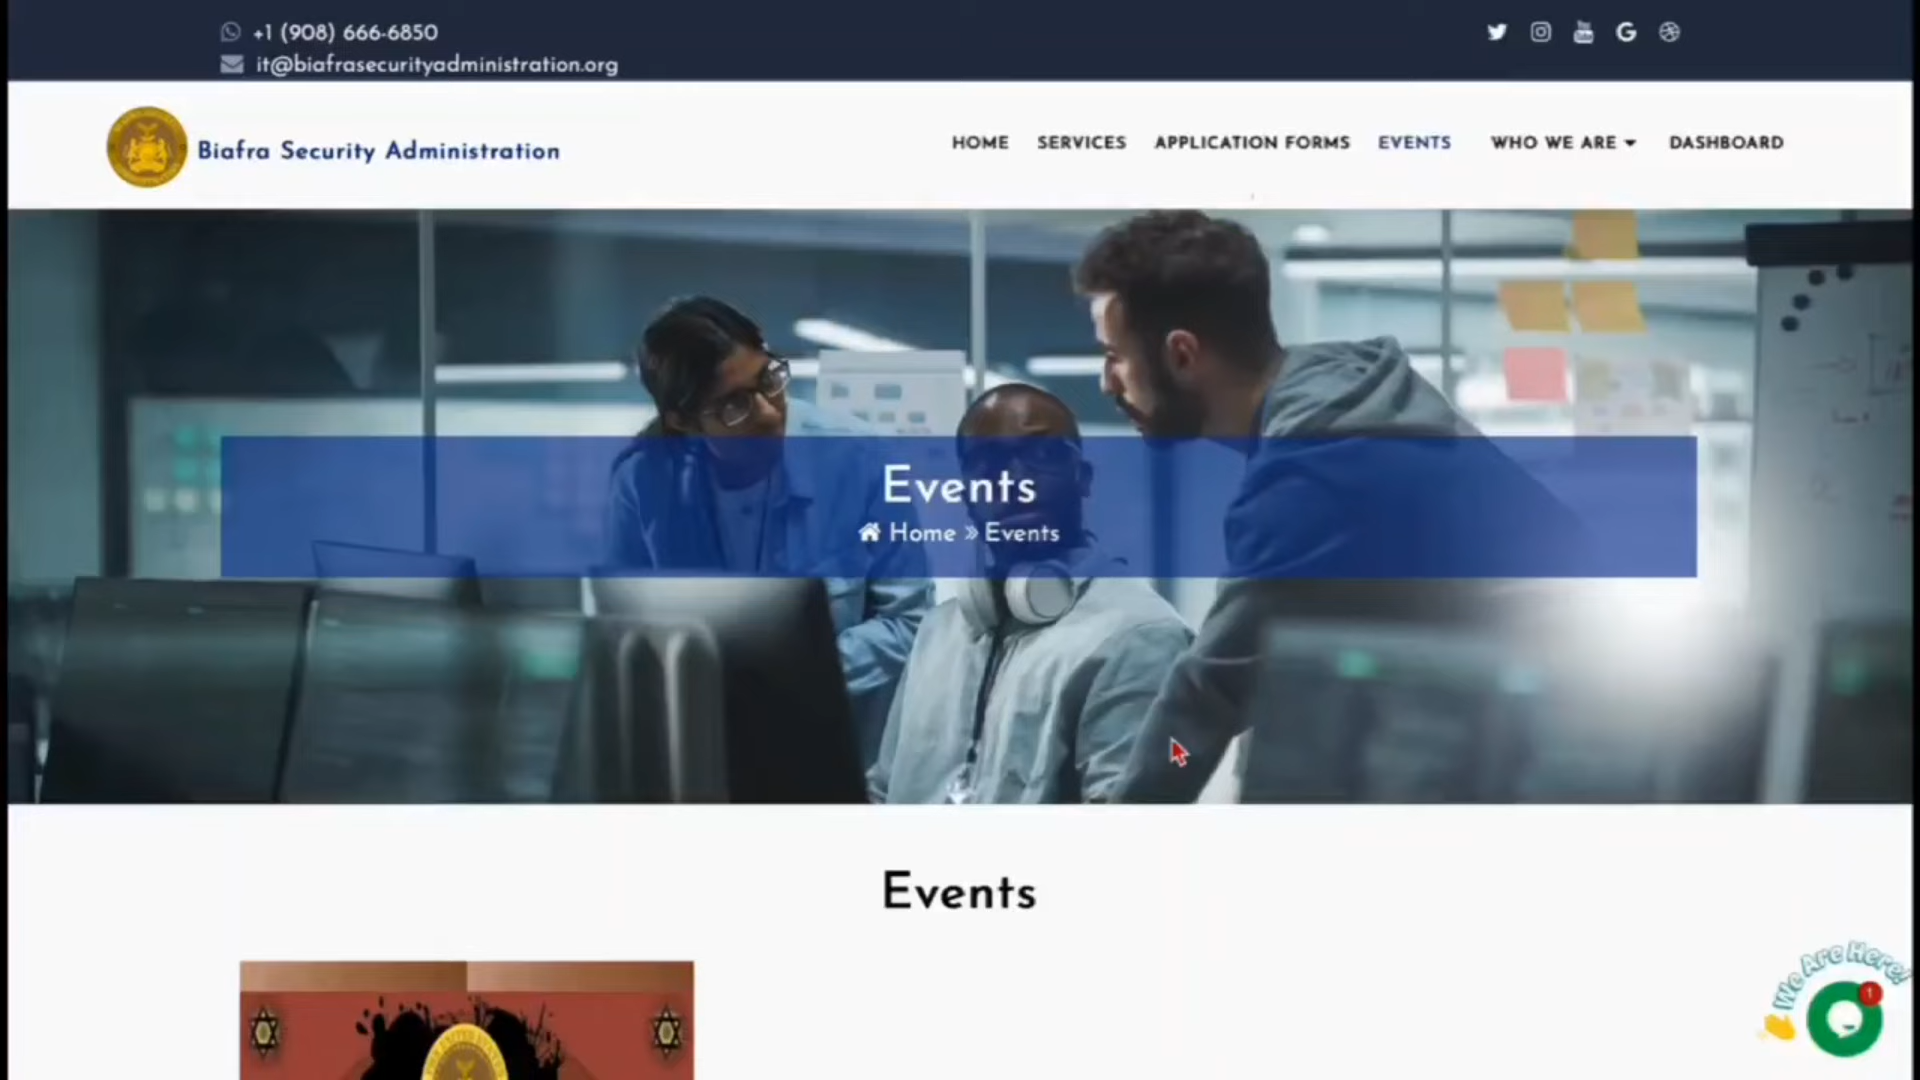 +1 (908) 666-6850
it@biafrasecurityadministration.org
Biafra Security Administration
HOME SERVICES APPLICATION FORMS EVENTS WHO WE ARE DASHBOARD
Events
Home » Events
Events
We Are Here!
1